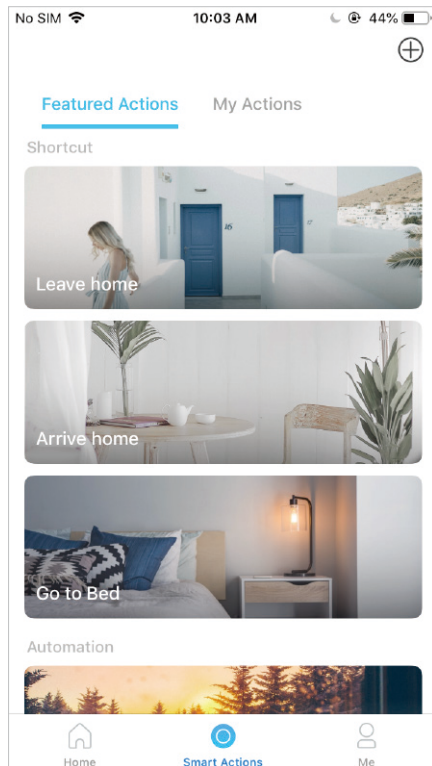 No SIM 10:03 AM 44%
Featured Actions My Actions
Shortcut
Leave home
Arrive home
Go to Bed
Automation
Home Smart Actions Me